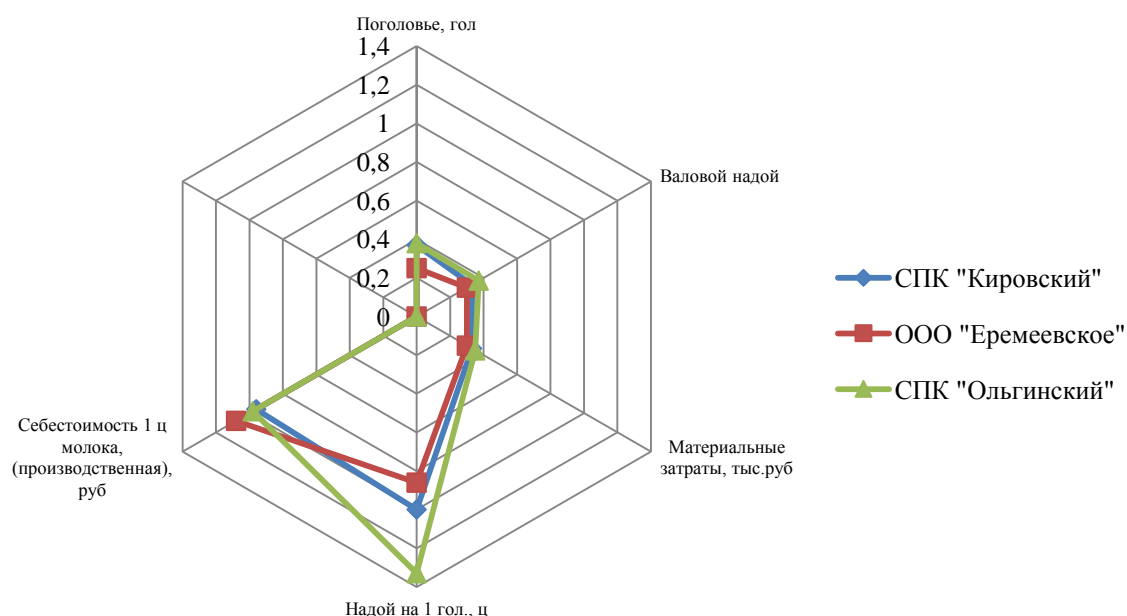 Поголовье, гол
1,4
1,2
1
0,8
0,6
0,4
0,2
0
Валовой надой
Материальные
затраты, тыс.руб
Надой на 1 гол., ц
Себестоимость 1 ц
молока,
(производственная),
руб
СПК "Кировский"
ООО "Еремеевское"
СПК "Ольгинский"